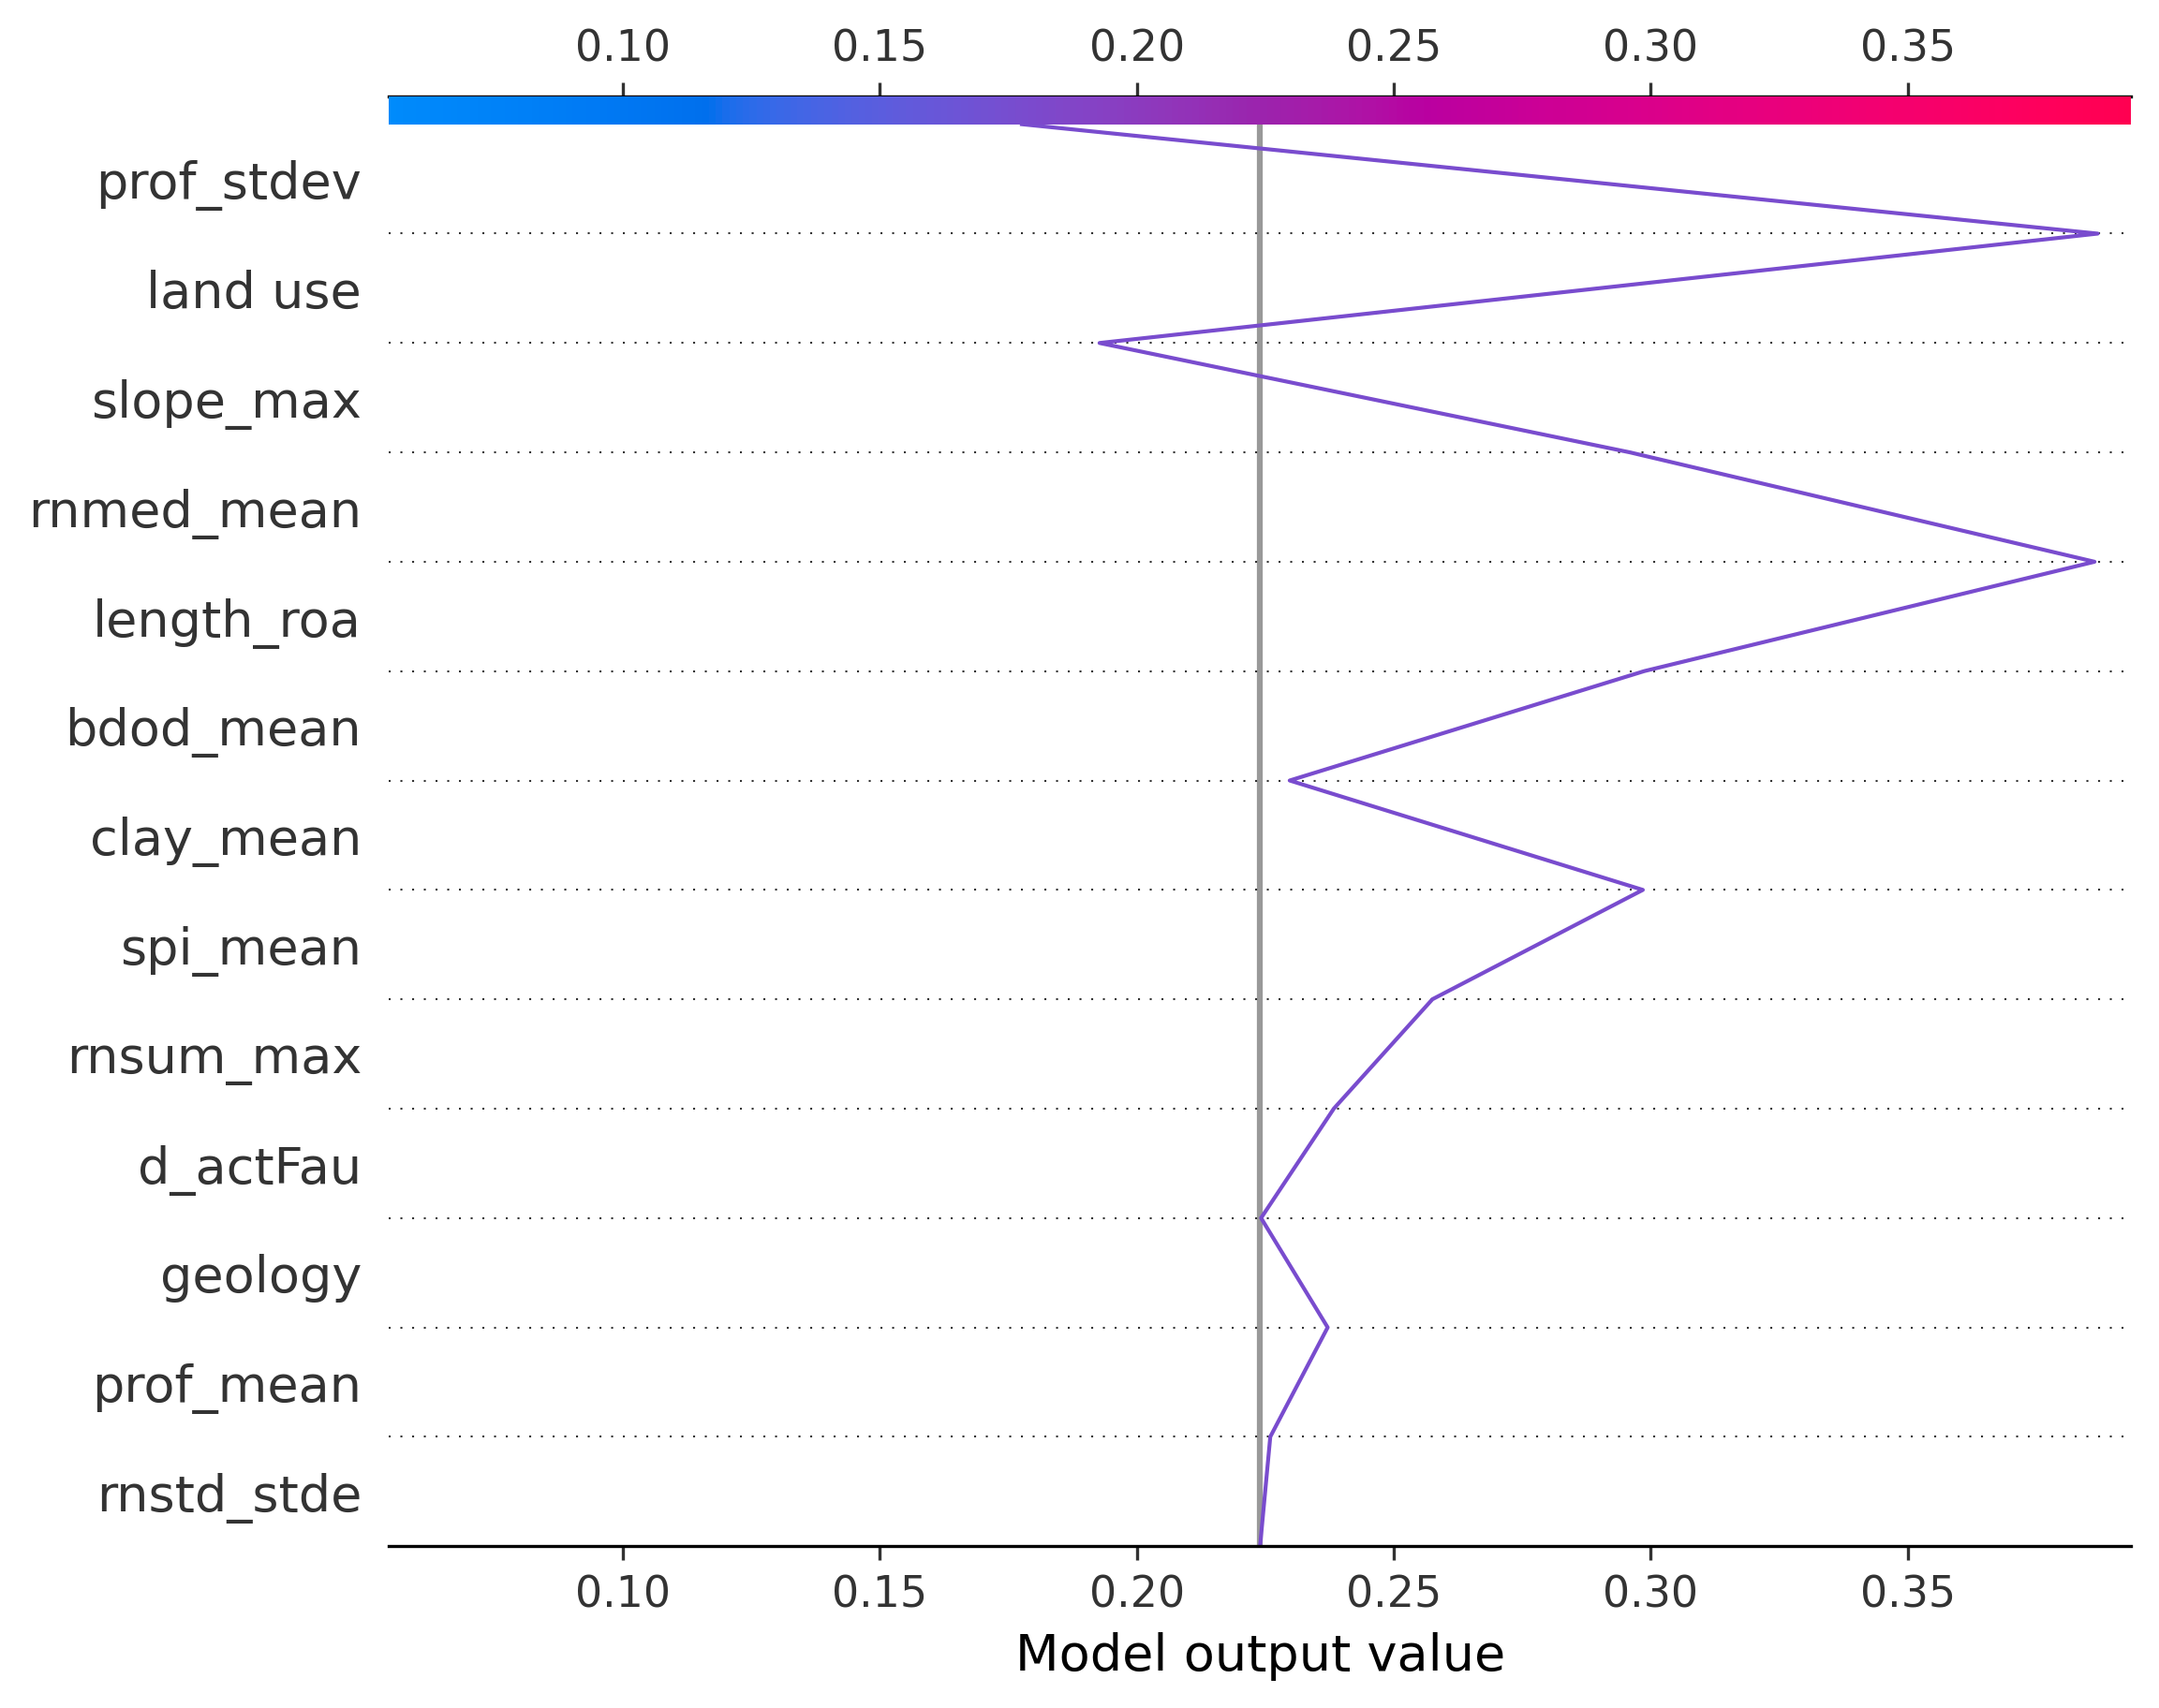 0.10 0.15 0.20 0.25 0.30 0.35
prof_stdev
land use
slope_max
rnmed_mean
length_roa
bdod_mean
clay_mean
spi_mean
rnsum_max
d_actFau
geology
prof_mean
rnstd_stde
0.10 0.15 0.20 0.25 0.30 0.35
Model output value